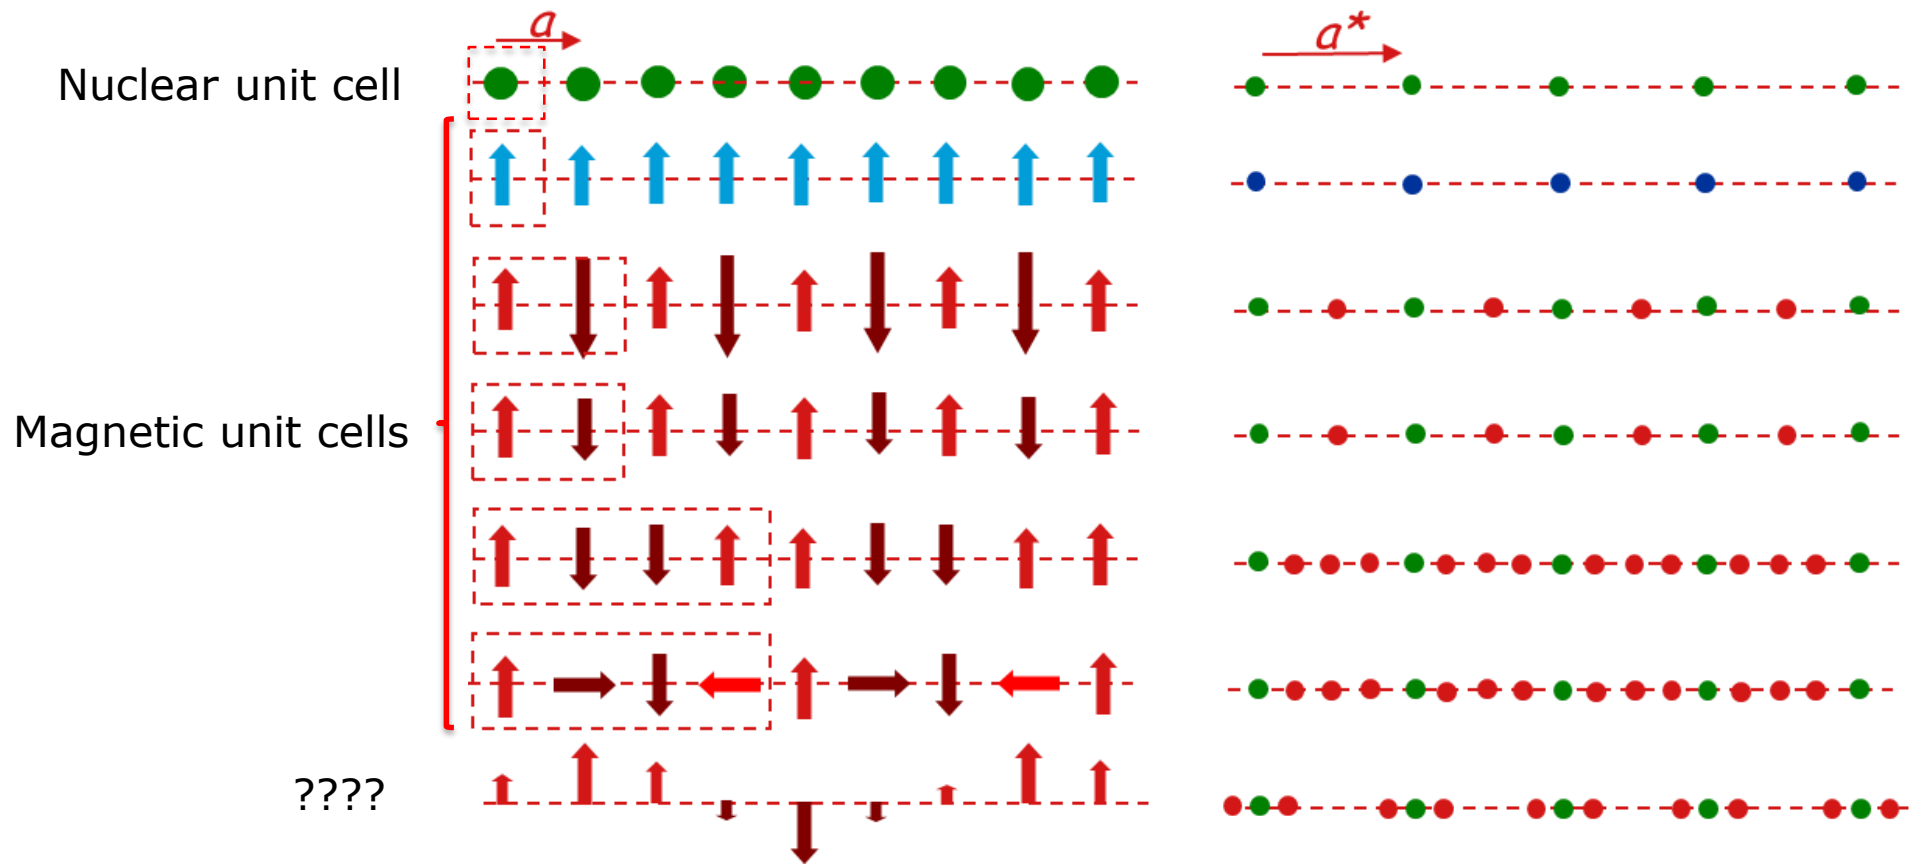 a
a*
Nuclear unit cell
Magnetic unit cells
????